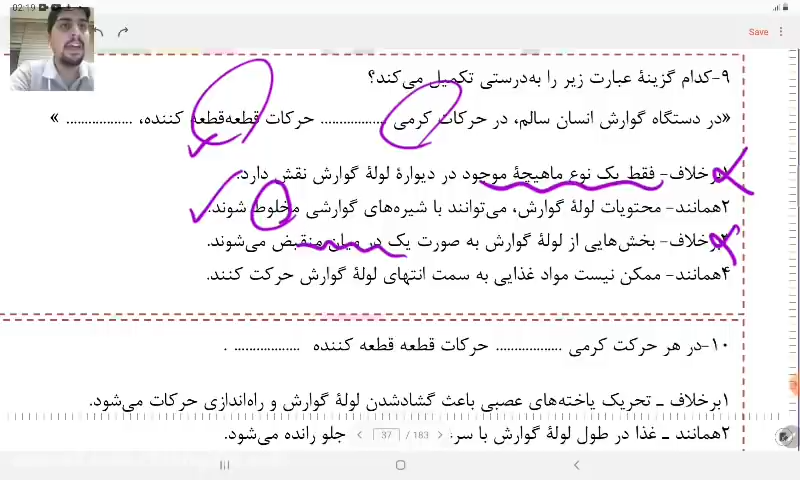 02:19
Save
۹-کدام گزینهٔ عبارت زیر را به‌درستی تکمیل می‌کند؟
«در دستگاه گوارش انسان سالم، در حرکات کرمی ................. حرکات قطعه‌قطعه کننده، ................. »
۱برخلاف- فقط یک نوع ماهیچهٔ موجود در دیوارهٔ لولهٔ گوارش نقش دارد.
۲همانند- محتویات لولهٔ گوارش، می‌توانند با شیره‌های گوارشی مخلوط شوند.
۳برخلاف- بخش‌هایی از لولهٔ گوارش به صورت یک در میان منقبض می‌شوند.
۴همانند- ممکن نیست مواد غذایی به سمت انتهای لولهٔ گوارش حرکت کنند.
۱۰-در هر حرکت کرمی ................. حرکات قطعه قطعه کننده ................. .
۱برخلاف ـ تحریک یاخته‌های عصبی باعث گشادشدن لولهٔ گوارش و راه‌اندازی حرکات می‌شود.
۲همانند ـ غذا در طول لولهٔ گوارش با جلو رانده می‌شود.
37 / 183